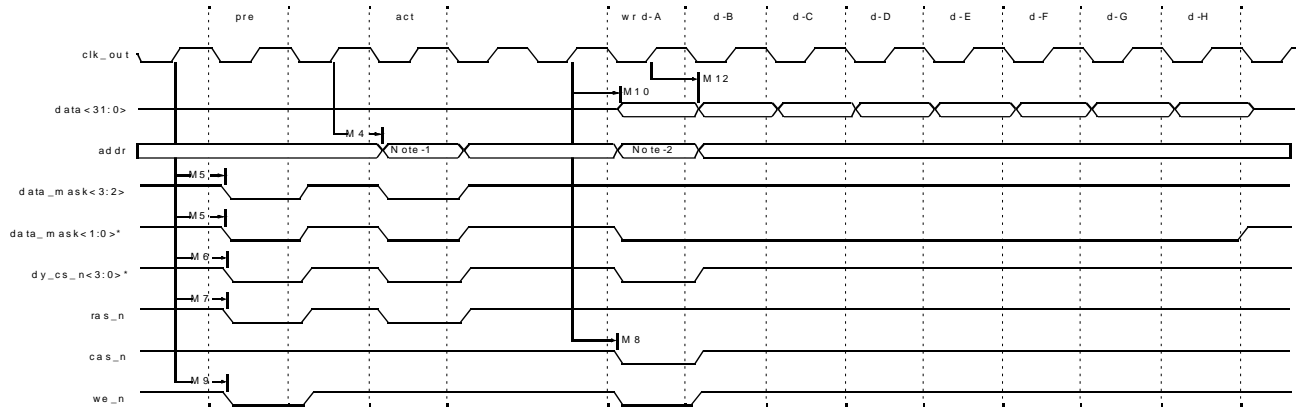 pre act wr d-A d-B d-C d-D d-E d-F d-G d-H
clk_out
M12
M10
data<31:0>
M4
addr Note-1 Note-2
M5
data_mask<3:2>
M5
data_mask<1:0>*
M6
dy_cs_n<3:0>*
M7
ras_n
M8
cas_n
M9
we_n